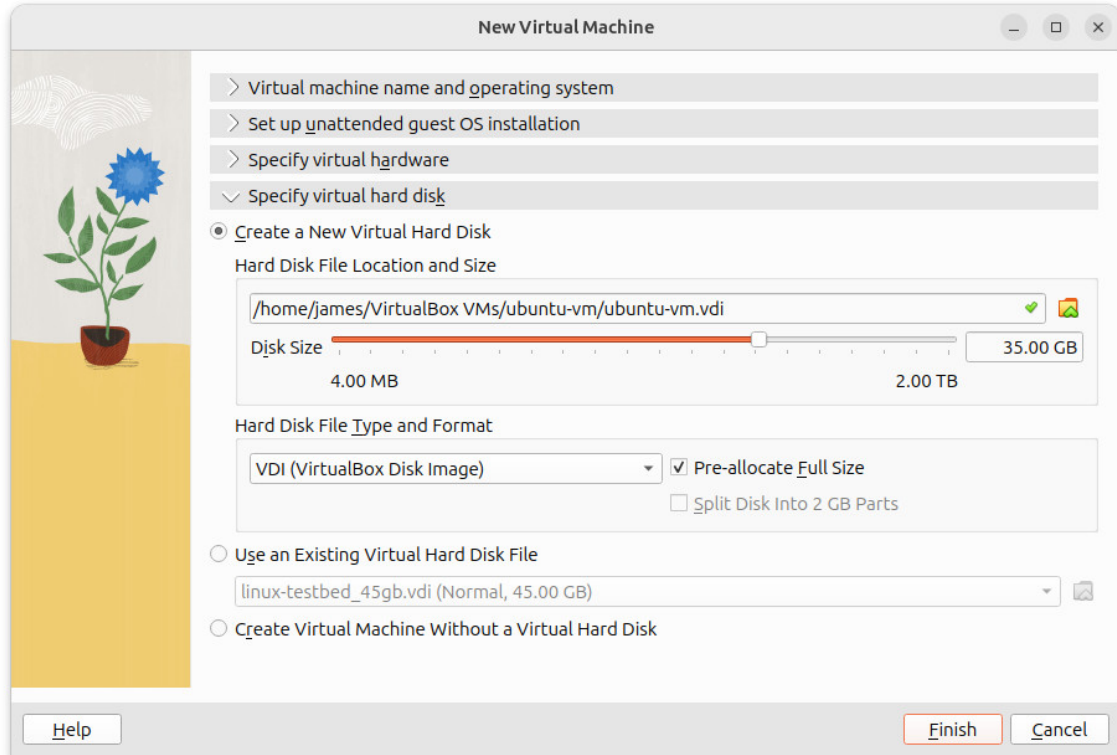 New Virtual Machine
Virtual machine name and operating system
Set up unattended guest OS installation
Specify virtual hardware
Specify virtual hard disk
Create a New Virtual Hard Disk
Hard Disk File Location and Size
/home/james/VirtualBox VMs/ubuntu-vm/ubuntu-vm.vdi
Disk Size 35.00 GB
4.00 MB 2.00 TB
Hard Disk File Type and Format
VDI (VirtualBox Disk Image) Pre-allocate Full Size
Split Disk Into 2 GB Parts
Use an Existing Virtual Hard Disk File
linux-testbed_45gb.vdi (Normal, 45.00 GB)
Create Virtual Machine Without a Virtual Hard Disk
Help Finish Cancel